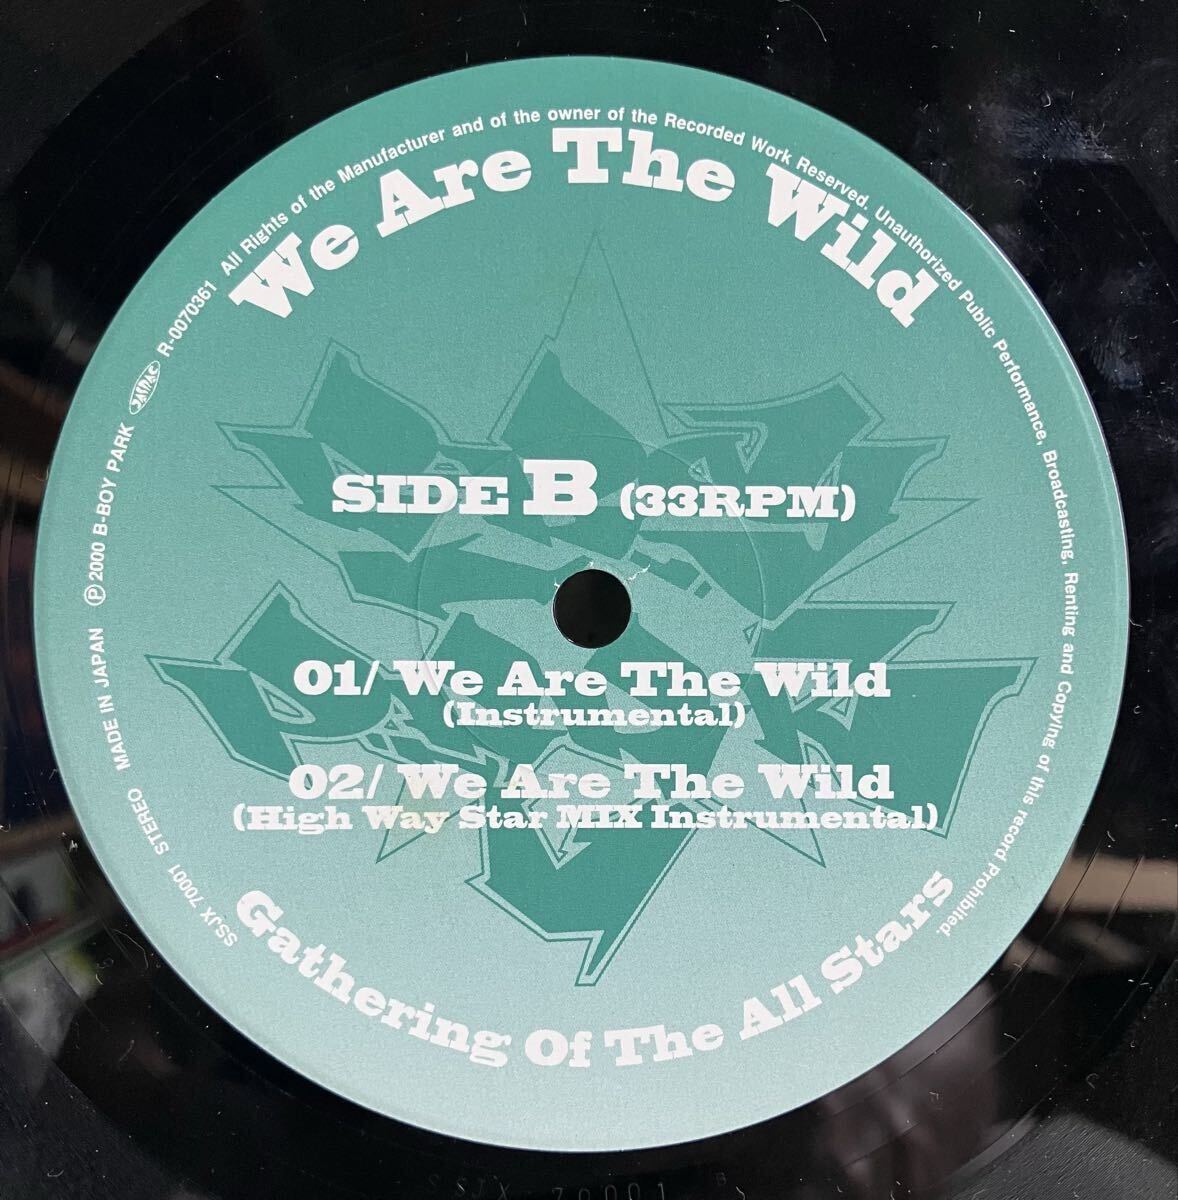 We Are The Wild
SIDE B (33RPM)
01/ We Are The Wild
(Instrumental)
02/ We Are The Wild
(High Way Star MIX Instrumental)
Gathering Of The All Stars
SSJX 70001 STEREO MADE IN JAPAN Ⓟ 2000 B-BOY PARK JASRAC R-0070361 All Rights of the Manufacturer and of the owner of the Recorded Work Reserved. Unauthorized Public Performance, Broadcasting, Renting and Copying of this record Prohibited.
SSJX 70001 B